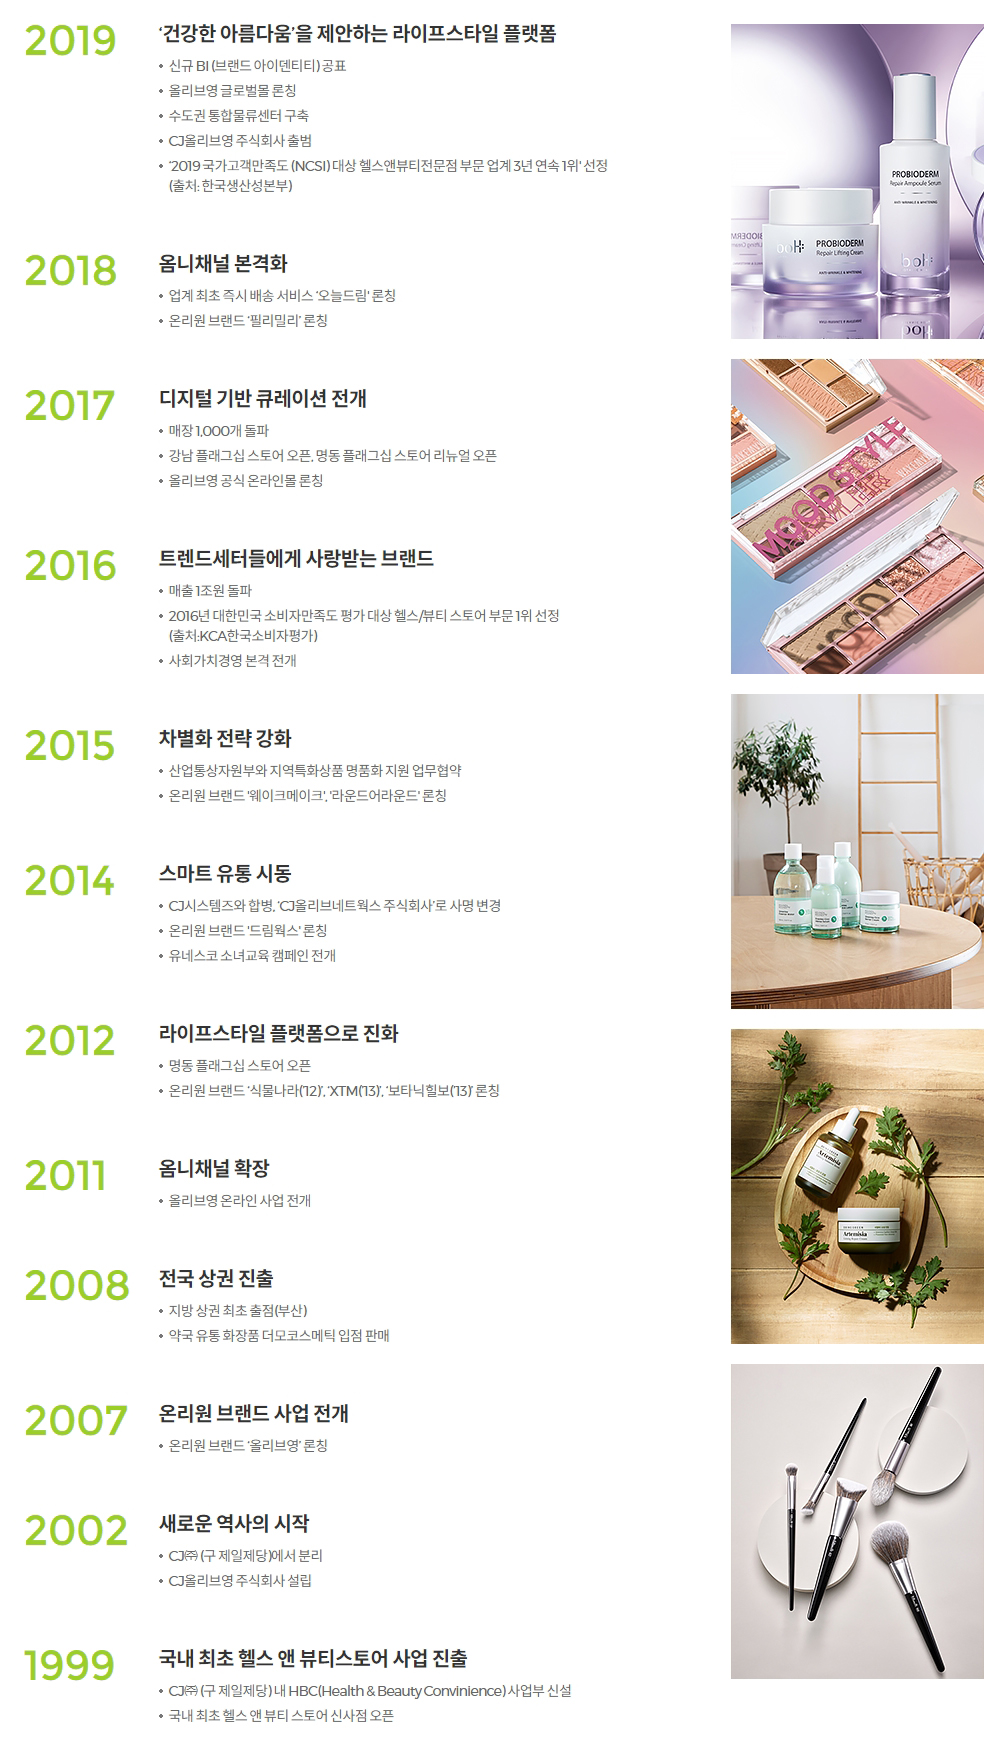 2019
‘건강한 아름다움’을 제안하는 라이프스타일 플랫폼
• 신규 BI (브랜드 아이덴티티) 공표
• 올리브영 글로벌몰 론칭
• 수도권 통합물류센터 구축
• CJ올리브영 주식회사 출범
• ‘2019 국가고객만족도 (NCSI) 대상 헬스앤뷰티전문점 부문 업계 3년 연속 1위’ 선정
(출처: 한국생산성본부)
2018
옴니채널 본격화
• 업계 최초 즉시 배송 서비스 ‘오늘드림’ 론칭
• 온리원 브랜드 ‘필리밀리’ 론칭
2017
디지털 기반 큐레이션 전개
• 매장 1,000개 돌파
• 강남 플래그십 스토어 오픈, 명동 플래그십 스토어 리뉴얼 오픈
• 올리브영 공식 온라인몰 론칭
2016
트렌드세터들에게 사랑받는 브랜드
• 매출 1조원 돌파
• 2016년 대한민국 소비자만족도 평가 대상 헬스/뷰티 스토어 부문 1위 선정
(출처:KCA한국소비자평가)
• 사회가치경영 본격 전개
2015
차별화 전략 강화
• 산업통상자원부와 지역특화상품 명품화 지원 업무협약
• 온리원 브랜드 ‘웨이크메이크’, ‘라운드어라운드’ 론칭
2014
스마트 유통 시동
• CJ시스템즈와 합병, ‘CJ올리브네트웍스 주식회사’로 사명 변경
• 온리원 브랜드 ‘드림웍스’ 론칭
• 유네스코 소녀교육 캠페인 전개
2012
라이프스타일 플랫폼으로 진화
• 명동 플래그십 스토어 오픈
• 온리원 브랜드 ‘식물나라(’12)’, ‘XTM(’13)’, ‘보타닉힐보(’13)’ 론칭
2011
옴니채널 확장
• 올리브영 온라인 사업 전개
2008
전국 상권 진출
• 지방 상권 최초 출점(부산)
• 약국 유통 화장품 더모코스메틱 입점 판매
2007
온리원 브랜드 사업 전개
• 온리원 브랜드 ‘올리브영’ 론칭
2002
새로운 역사의 시작
• CJ㈜ (구 제일제당)에서 분리
• CJ올리브영 주식회사 설립
1999
국내 최초 헬스 앤 뷰티스토어 사업 진출
• CJ㈜ (구 제일제당) 내 HBC(Health & Beauty Convinience) 사업부 신설
• 국내 최초 헬스 앤 뷰티 스토어 신사점 오픈
PROBIODERM
Repair Ampoule Serum
ANTI-WRINKLE & WHITENING
boH
PROBIODERM
Repair Lifting Cream
ANTI-WRINKLE & WHITENING
boH
MOOD STYLE
Artemisia
Artemisia